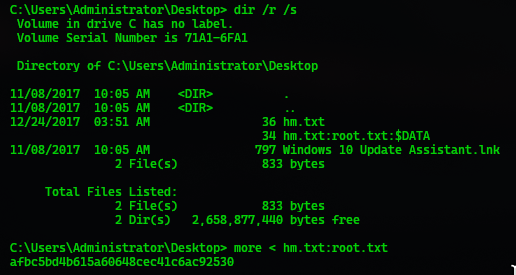 C:\Users\Administrator\Desktop> dir /r /s
Volume in drive C has no label.
Volume Serial Number is 71A1-6FA1
Directory of C:\Users\Administrator\Desktop
11/08/2017  10:05 AM    <DIR>          .
11/08/2017  10:05 AM    <DIR>          ..
12/24/2017  03:51 AM                36 hm.txt
                                    34 hm.txt:root.txt:$DATA
11/08/2017  10:05 AM               797 Windows 10 Update Assistant.lnk
               2 File(s)            833 bytes
     Total Files Listed:
               2 File(s)            833 bytes
               2 Dir(s)   2,658,877,440 bytes free
C:\Users\Administrator\Desktop> more < hm.txt:root.txt
afbc5bd4b615a60648cec41c6ac92530